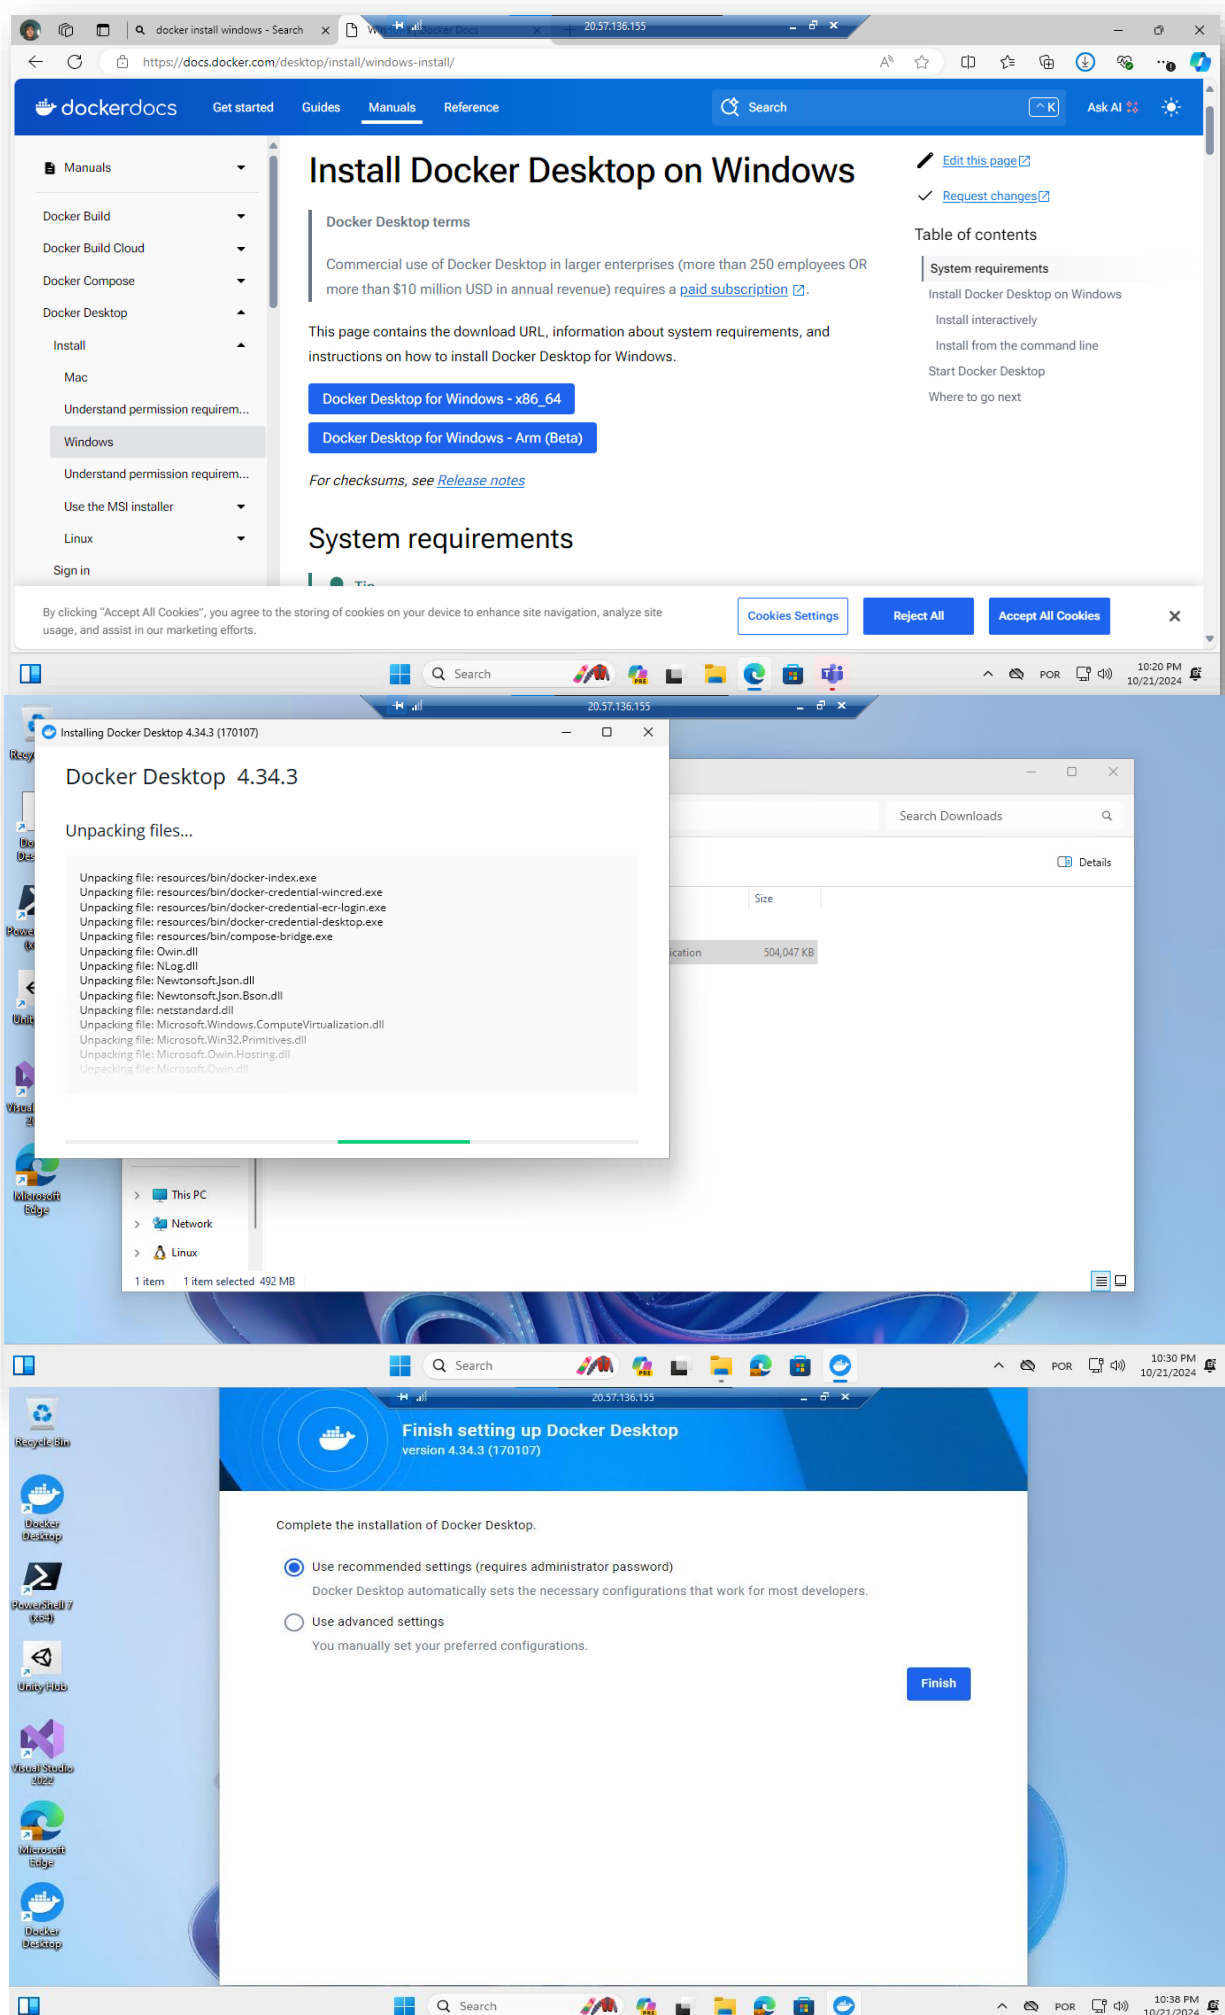 docker install windows - Search
20.57.136.155
https://docs.docker.com/desktop/install/windows-install/
dockerdocs
Get started
Guides
Manuals
Reference
Search
^ K
Ask AI
Manuals
Docker Build
Docker Build Cloud
Docker Compose
Docker Desktop
Install
Mac
Understand permission requirem...
Windows
Understand permission requirem...
Use the MSI installer
Linux
Sign in
Install Docker Desktop on Windows
Docker Desktop terms
Commercial use of Docker Desktop in larger enterprises (more than 250 employees OR
more than $10 million USD in annual revenue) requires a paid subscription.
This page contains the download URL, information about system requirements, and
instructions on how to install Docker Desktop for Windows.
Docker Desktop for Windows - x86_64
Docker Desktop for Windows - Arm (Beta)
For checksums, see Release notes
System requirements
Tip
Edit this page
Request changes
Table of contents
System requirements
Install Docker Desktop on Windows
Install interactively
Install from the command line
Start Docker Desktop
Where to go next
By clicking "Accept All Cookies", you agree to the storing of cookies on your device to enhance site navigation, analyze site
usage, and assist in our marketing efforts.
Cookies Settings
Reject All
Accept All Cookies
Search
PRE
POR
10:20 PM
10/21/2024
20.57.136.155
Installing Docker Desktop 4.34.3 (170107)
Docker Desktop 4.34.3
Unpacking files...
Unpacking file: resources/bin/docker-index.exe
Unpacking file: resources/bin/docker-credential-wincred.exe
Unpacking file: resources/bin/docker-credential-ecr-login.exe
Unpacking file: resources/bin/docker-credential-desktop.exe
Unpacking file: resources/bin/compose-bridge.exe
Unpacking file: Owin.dll
Unpacking file: NLog.dll
Unpacking file: Newtonsoft.Json.dll
Unpacking file: Newtonsoft.Json.Bson.dll
Unpacking file: netstandard.dll
Unpacking file: Microsoft.Windows.ComputeVirtualization.dll
Unpacking file: Microsoft.Win32.Primitives.dll
Unpacking file: Microsoft.Owin.Hosting.dll
Unpacking file: Microsoft.Owin.dll
Search Downloads
Details
Size
ication
504,047 KB
Microsoft
Edge
This PC
Network
Linux
1 item
1 item selected 492 MB
Search
PRE
POR
10:30 PM
10/21/2024
20.57.136.155
Recycle Bin
Docker
Desktop
PowerShell 7
(x64)
Unity Hub
Visual Studio
2022
Microsoft
Edge
Docker
Desktop
Finish setting up Docker Desktop
version 4.34.3 (170107)
Complete the installation of Docker Desktop.
Use recommended settings (requires administrator password)
Docker Desktop automatically sets the necessary configurations that work for most developers.
Use advanced settings
You manually set your preferred configurations.
Finish
Search
PRE
POR
10:38 PM
10/21/2024